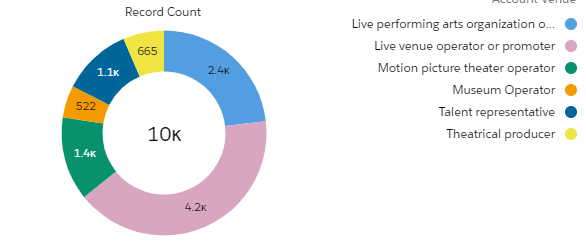 Account Venue
Record Count
Live performing arts organization o...
Live venue operator or promoter
Motion picture theater operator
Museum Operator
Talent representative
Theatrical producer
665
2.4K
1.1K
522
10K
1.4K
4.2K